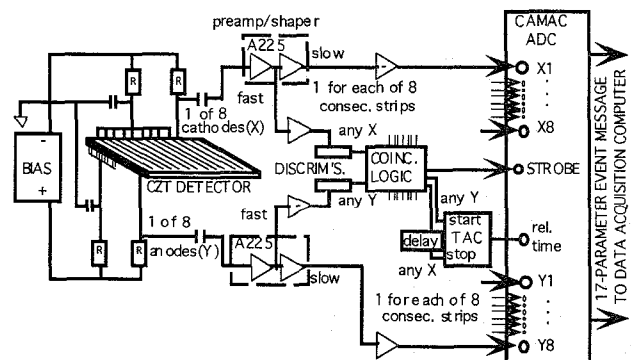 preamp/shaper
A225
slow
fast
1 of 8
cathodes(X)
R
R
BIAS
-
+
CZT DETECTOR
1 for each of 8
consec. strips
-
any X
DISCRIM'S.
any Y
COINC.
LOGIC
-
fast
any Y
start
TAC
stop
delay
any X
1 of 8
anodes(Y)
R
R
A225
slow
1 for each of 8
consec. strips
CAMAC
ADC
X1
X8
STROBE
rel.
time
Y1
Y8
17-PARAMETER EVENT MESSAGE
TO DATA ACQUISITION COMPUTER